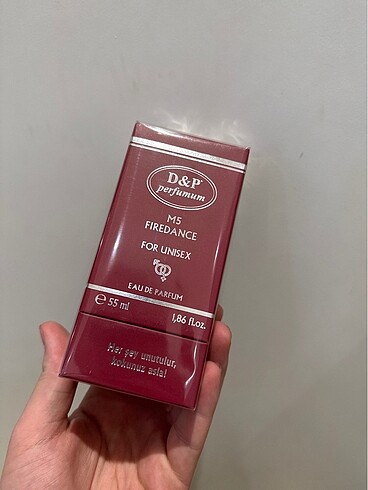 D&P
perfumum
M5
FIREDANCE
FOR UNISEX
EAU DE PARFUM
℮ 55 ml
1,86 fl.oz.
Her şey unutulur,
kokunuz asla!